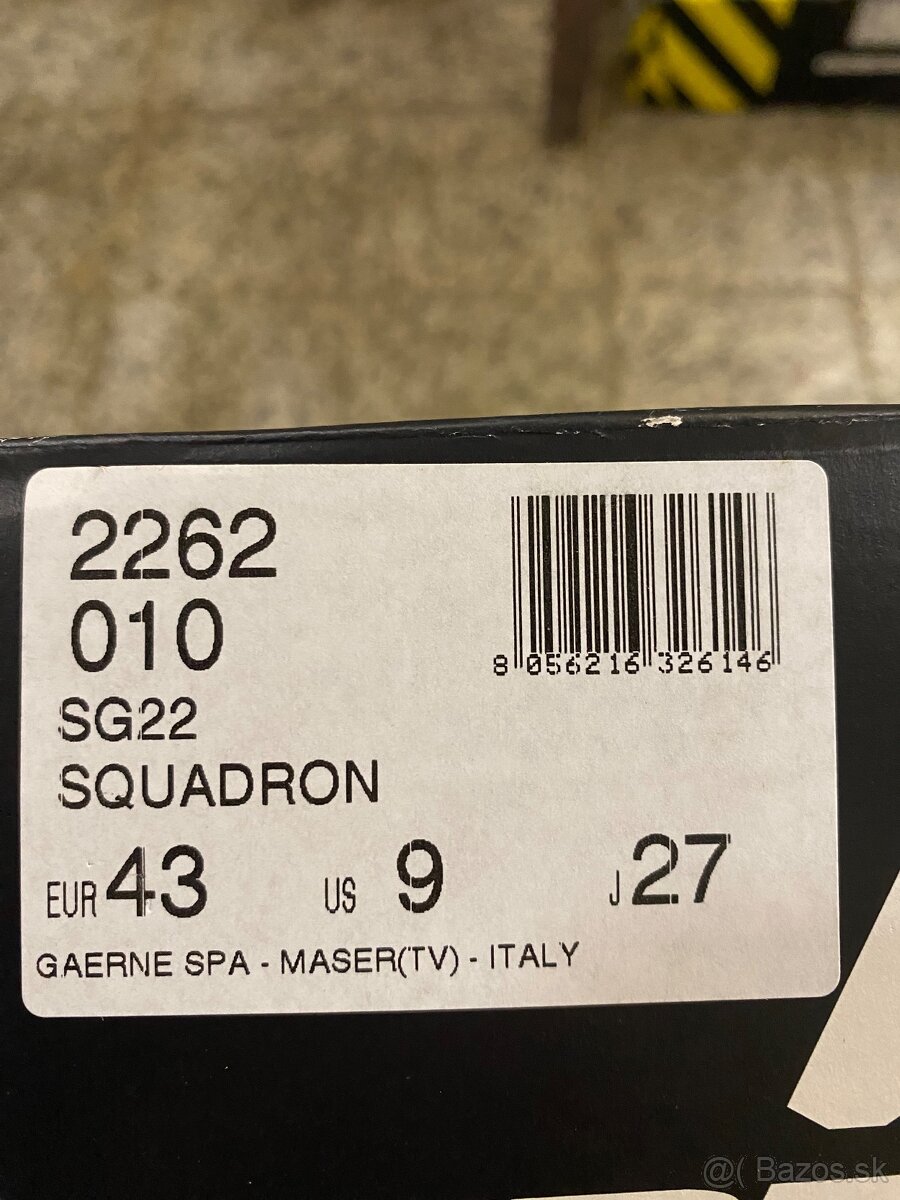 2262
010
8 056216 326146
SG22
SQUADRON
EUR 43 US 9 J 27
GAERNE SPA - MASER(TV) - ITALY
@( Bazos.sk